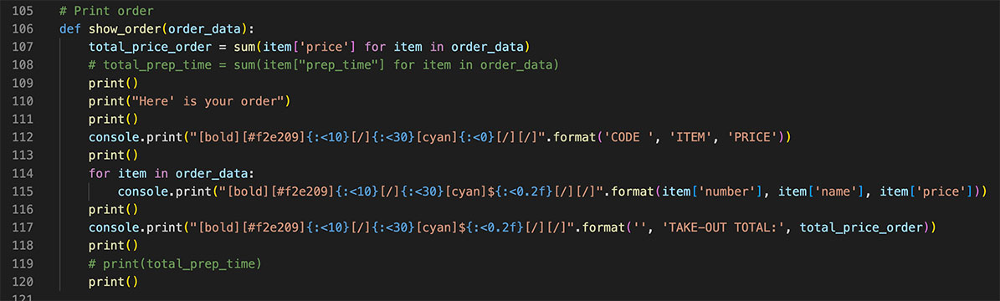 105 # Print order
106 def show_order(order_data):
107     total_price_order = sum(item['price'] for item in order_data)
108     # total_prep_time = sum(item["prep_time"] for item in order_data)
109     print()
110     print("Here' is your order")
111     print()
112     console.print("[bold][#f2e209]{:<10}[/]{:<30}[cyan]{:<0}[/][/]".format('CODE ', 'ITEM', 'PRICE'))
113     print()
114     for item in order_data:
115         console.print("[bold][#f2e209]{:<10}[/]{:<30}[cyan]${:<0.2f}[/][/]".format(item['number'], item['name'], item['price']))
116     print()
117     console.print("[bold][#f2e209]{:<10}[/]{:<30}[cyan]${:<0.2f}[/][/]".format('', 'TAKE-OUT TOTAL:', total_price_order))
118     print()
119     # print(total_prep_time)
120     print()
121